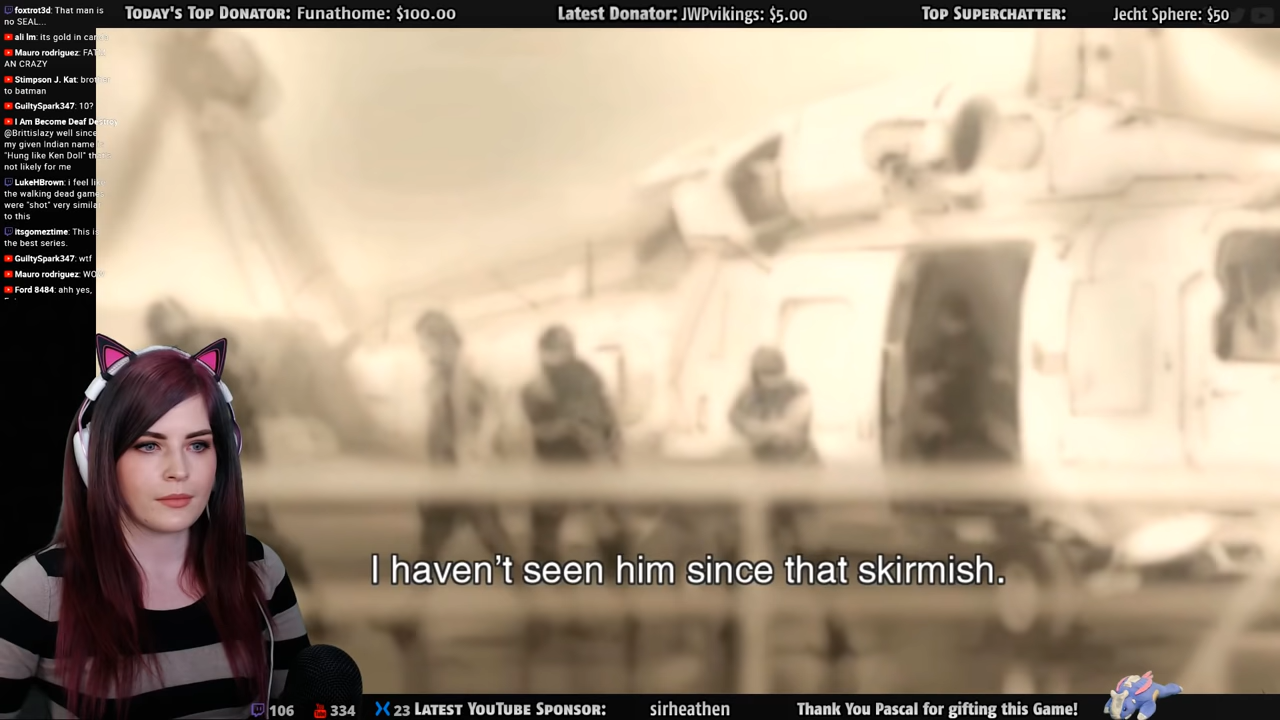 TODAY'S TOP DONATOR: Funathome: $100.00
LATEST DONATOR: JWPvikings: $5.00
TOP SUPERCHATTER: Jecht Sphere: $50
foxtrot3d: That man is
no SEAL...
ali lm: its gold in
Mauro rodriguez:
AN CRAZY
Stimpson J. Kat: brother
to batman
GuiltySpark347: 10?
I Am Become Deaf Destroy
@Brittislazy well since
my given Indian name
"Hung like Ken Doll"
not likely for me
LukeHBrown: i feel
the walking dead games
were "shot" very
to this
itsgomeztime: This
the best series.
GuiltySpark347: wtf
Mauro rodriguez:
Ford 8484: ahh yes,
I haven't seen him since that skirmish.
106
334
23
LATEST YOUTUBE SPONSOR: sirheathen
Thank You Pascal for gifting this Game!